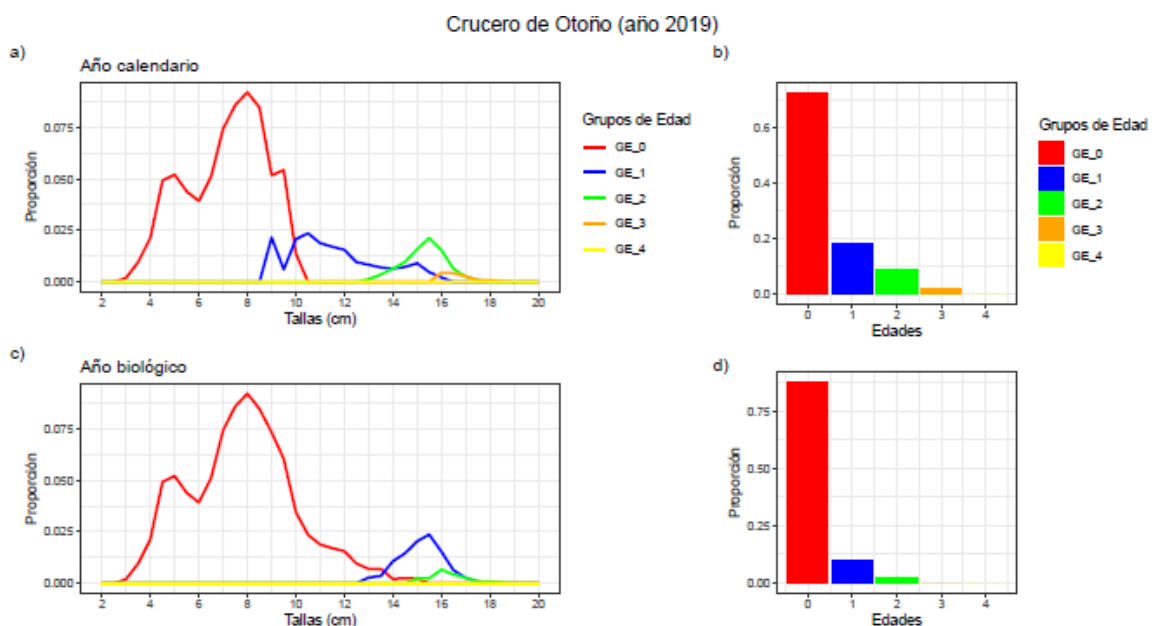 Crucero de Otoño (año 2019)
a)
Año calendario
Proporción
0.075
0.050
0.025
0.000
2 4 6 8 10 12 14 16 18 20
Tallas (cm)
Grupos de Edad
GE_0
GE_1
GE_2
GE_3
GE_4
b)
Proporción
0.6
0.4
0.2
0.0
0 1 2 3 4
Edades
Grupos de Edad
GE_0
GE_1
GE_2
GE_3
GE_4
c)
Año biológico
Proporción
0.075
0.050
0.025
0.000
2 4 6 8 10 12 14 16 18 20
Tallas (cm)
d)
Proporción
0.75
0.50
0.25
0.00
0 1 2 3 4
Edades